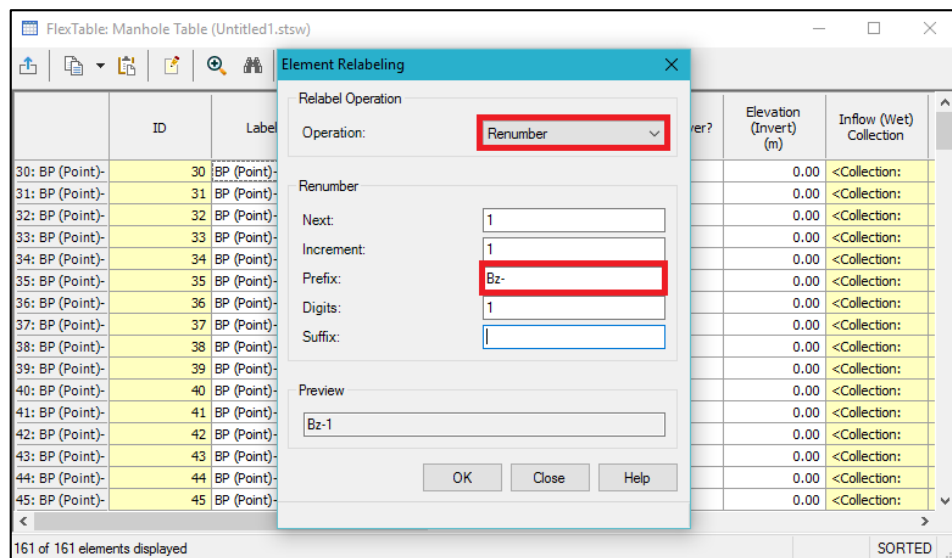 FlexTable: Manhole Table (Untitled1.stsw)
Element Relabeling
Relabel Operation
Operation: Renumber
Renumber
Next: 1
Increment: 1
Prefix: Bz-
Digits: 1
Suffix:
Preview
Bz-1
OK Close Help
ID Label ver? Elevation (Invert) (m) Inflow (Wet) Collection
30: BP (Point)- 30 BP (Point)- 0.00 <Collection:
31: BP (Point)- 31 BP (Point)- 0.00 <Collection:
32: BP (Point)- 32 BP (Point)- 0.00 <Collection:
33: BP (Point)- 33 BP (Point)- 0.00 <Collection:
34: BP (Point)- 34 BP (Point)- 0.00 <Collection:
35: BP (Point)- 35 BP (Point)- 0.00 <Collection:
36: BP (Point)- 36 BP (Point)- 0.00 <Collection:
37: BP (Point)- 37 BP (Point)- 0.00 <Collection:
38: BP (Point)- 38 BP (Point)- 0.00 <Collection:
39: BP (Point)- 39 BP (Point)- 0.00 <Collection:
40: BP (Point)- 40 BP (Point)- 0.00 <Collection:
41: BP (Point)- 41 BP (Point)- 0.00 <Collection:
42: BP (Point)- 42 BP (Point)- 0.00 <Collection:
43: BP (Point)- 43 BP (Point)- 0.00 <Collection:
44: BP (Point)- 44 BP (Point)- 0.00 <Collection:
45: BP (Point)- 45 BP (Point)- 0.00 <Collection:
161 of 161 elements displayed SORTED